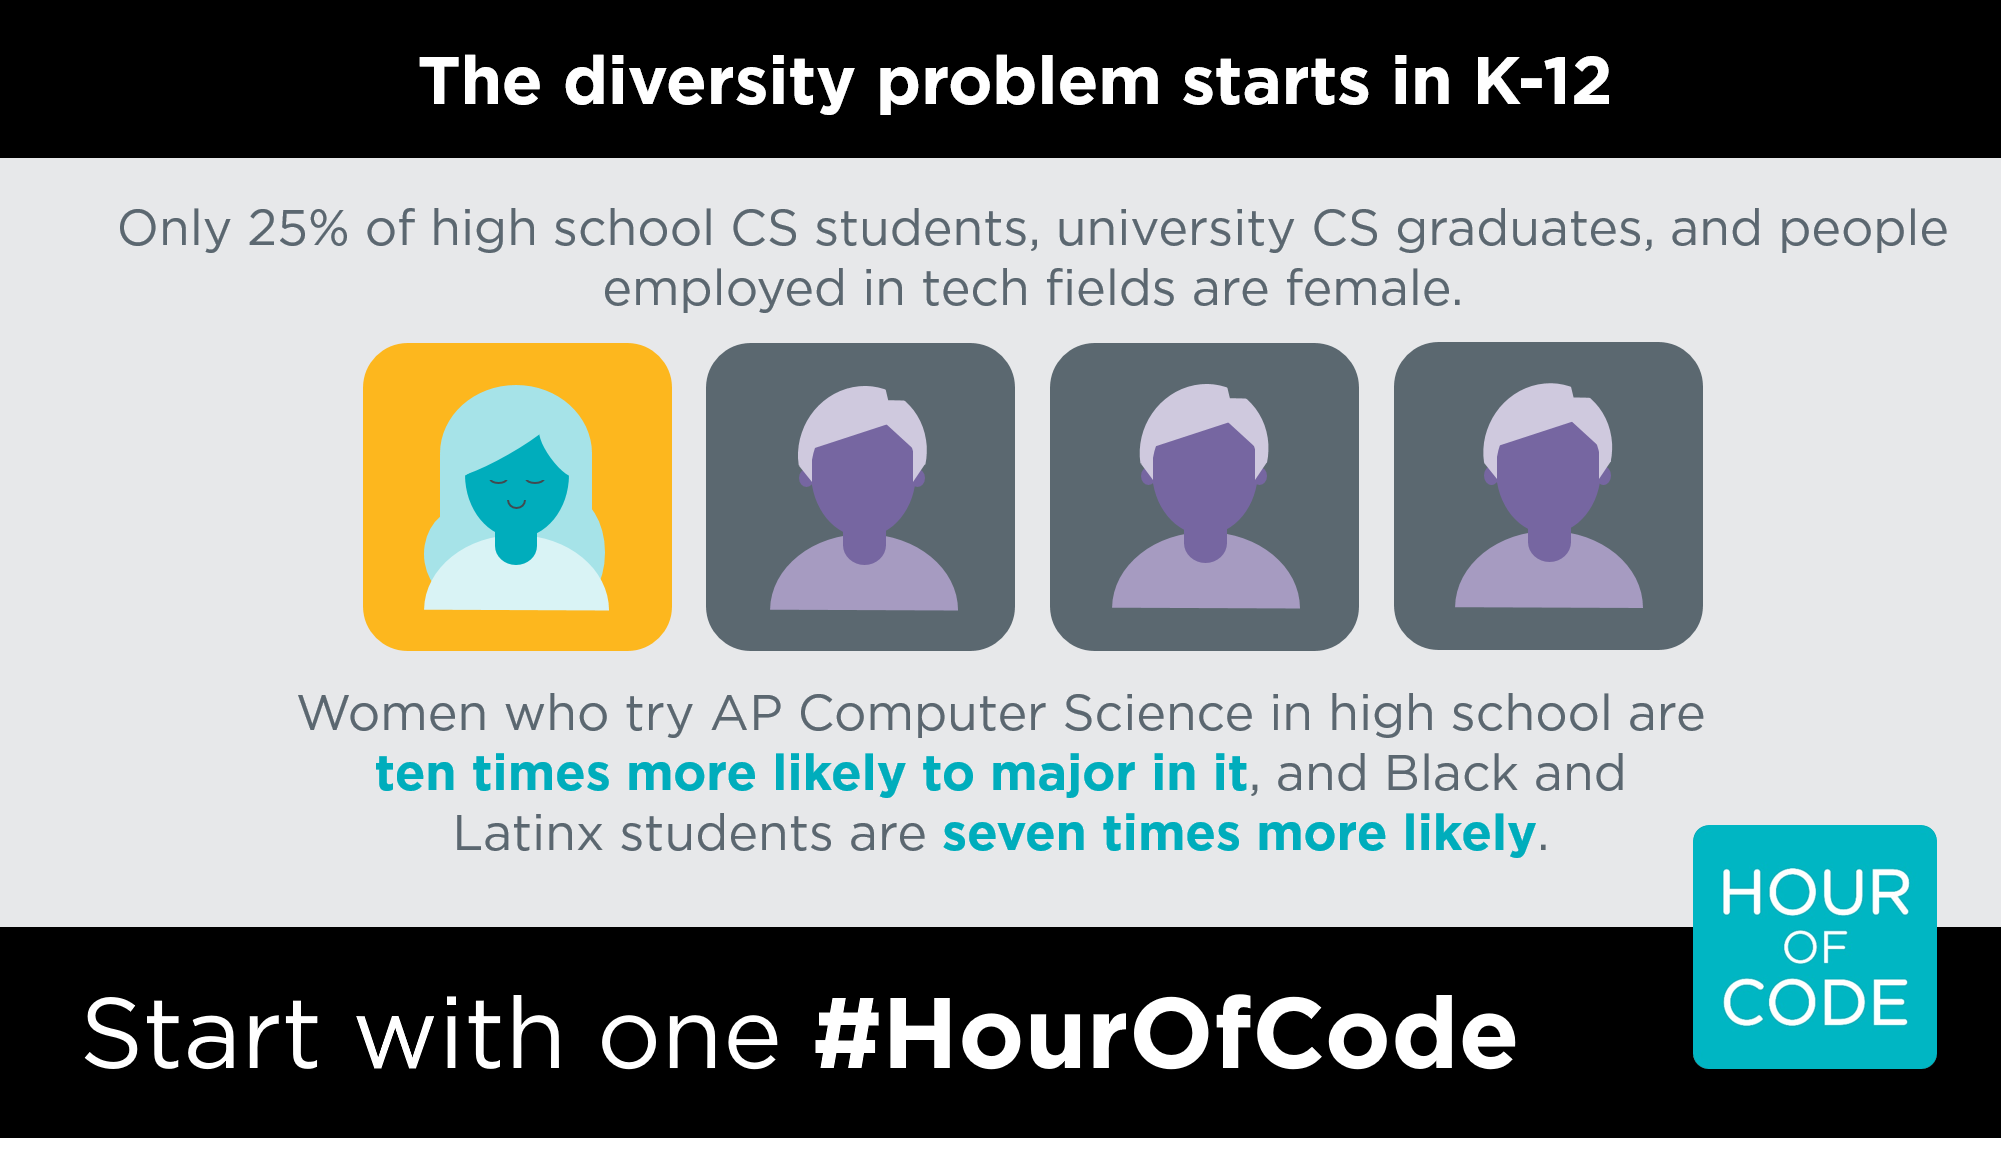 The diversity problem starts in K-12
Only 25% of high school CS students, university CS graduates, and people
employed in tech fields are female.
Women who try AP Computer Science in high school are
ten times more likely to major in it, and Black and
Latinx students are seven times more likely.
HOUR
OF
CODE
Start with one #HourOfCode